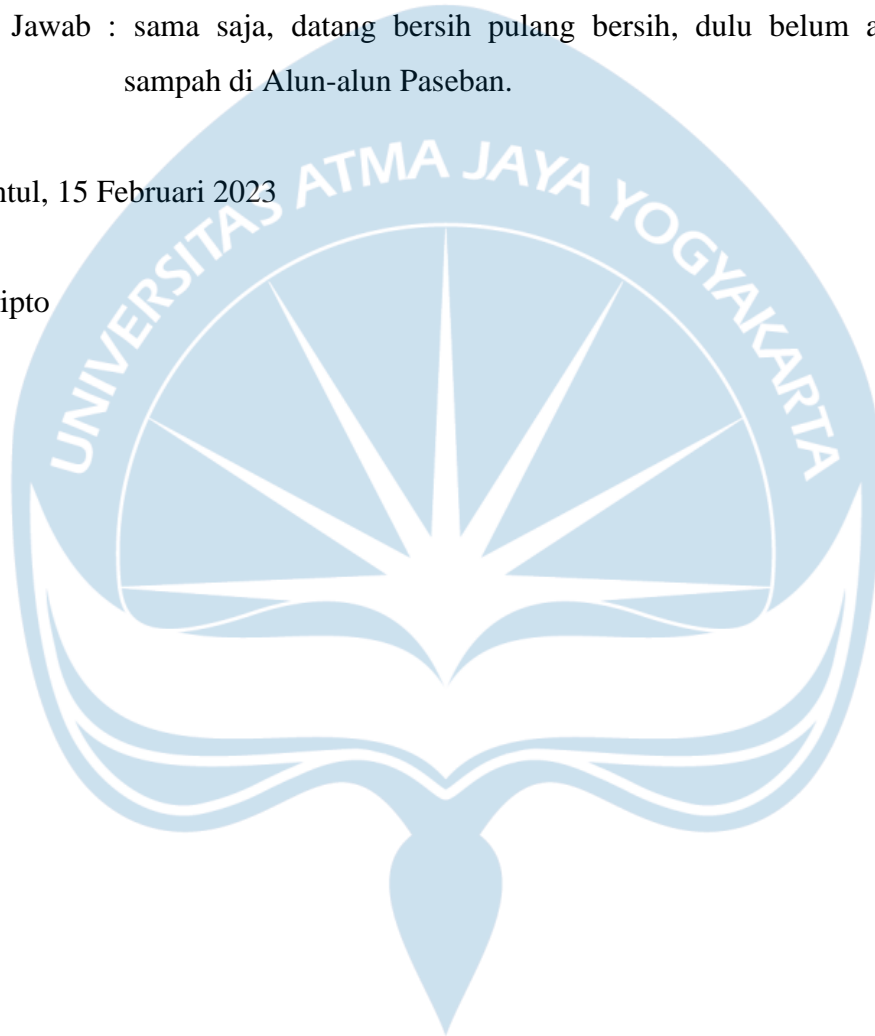 Jawab : sama saja, datang bersih pulang bersih, dulu belum a
sampah di Alun-alun Paseban.
ntul, 15 Februari 2023
ipto
UNIVERSITAS ATMA JAYA YOGYAKARTA